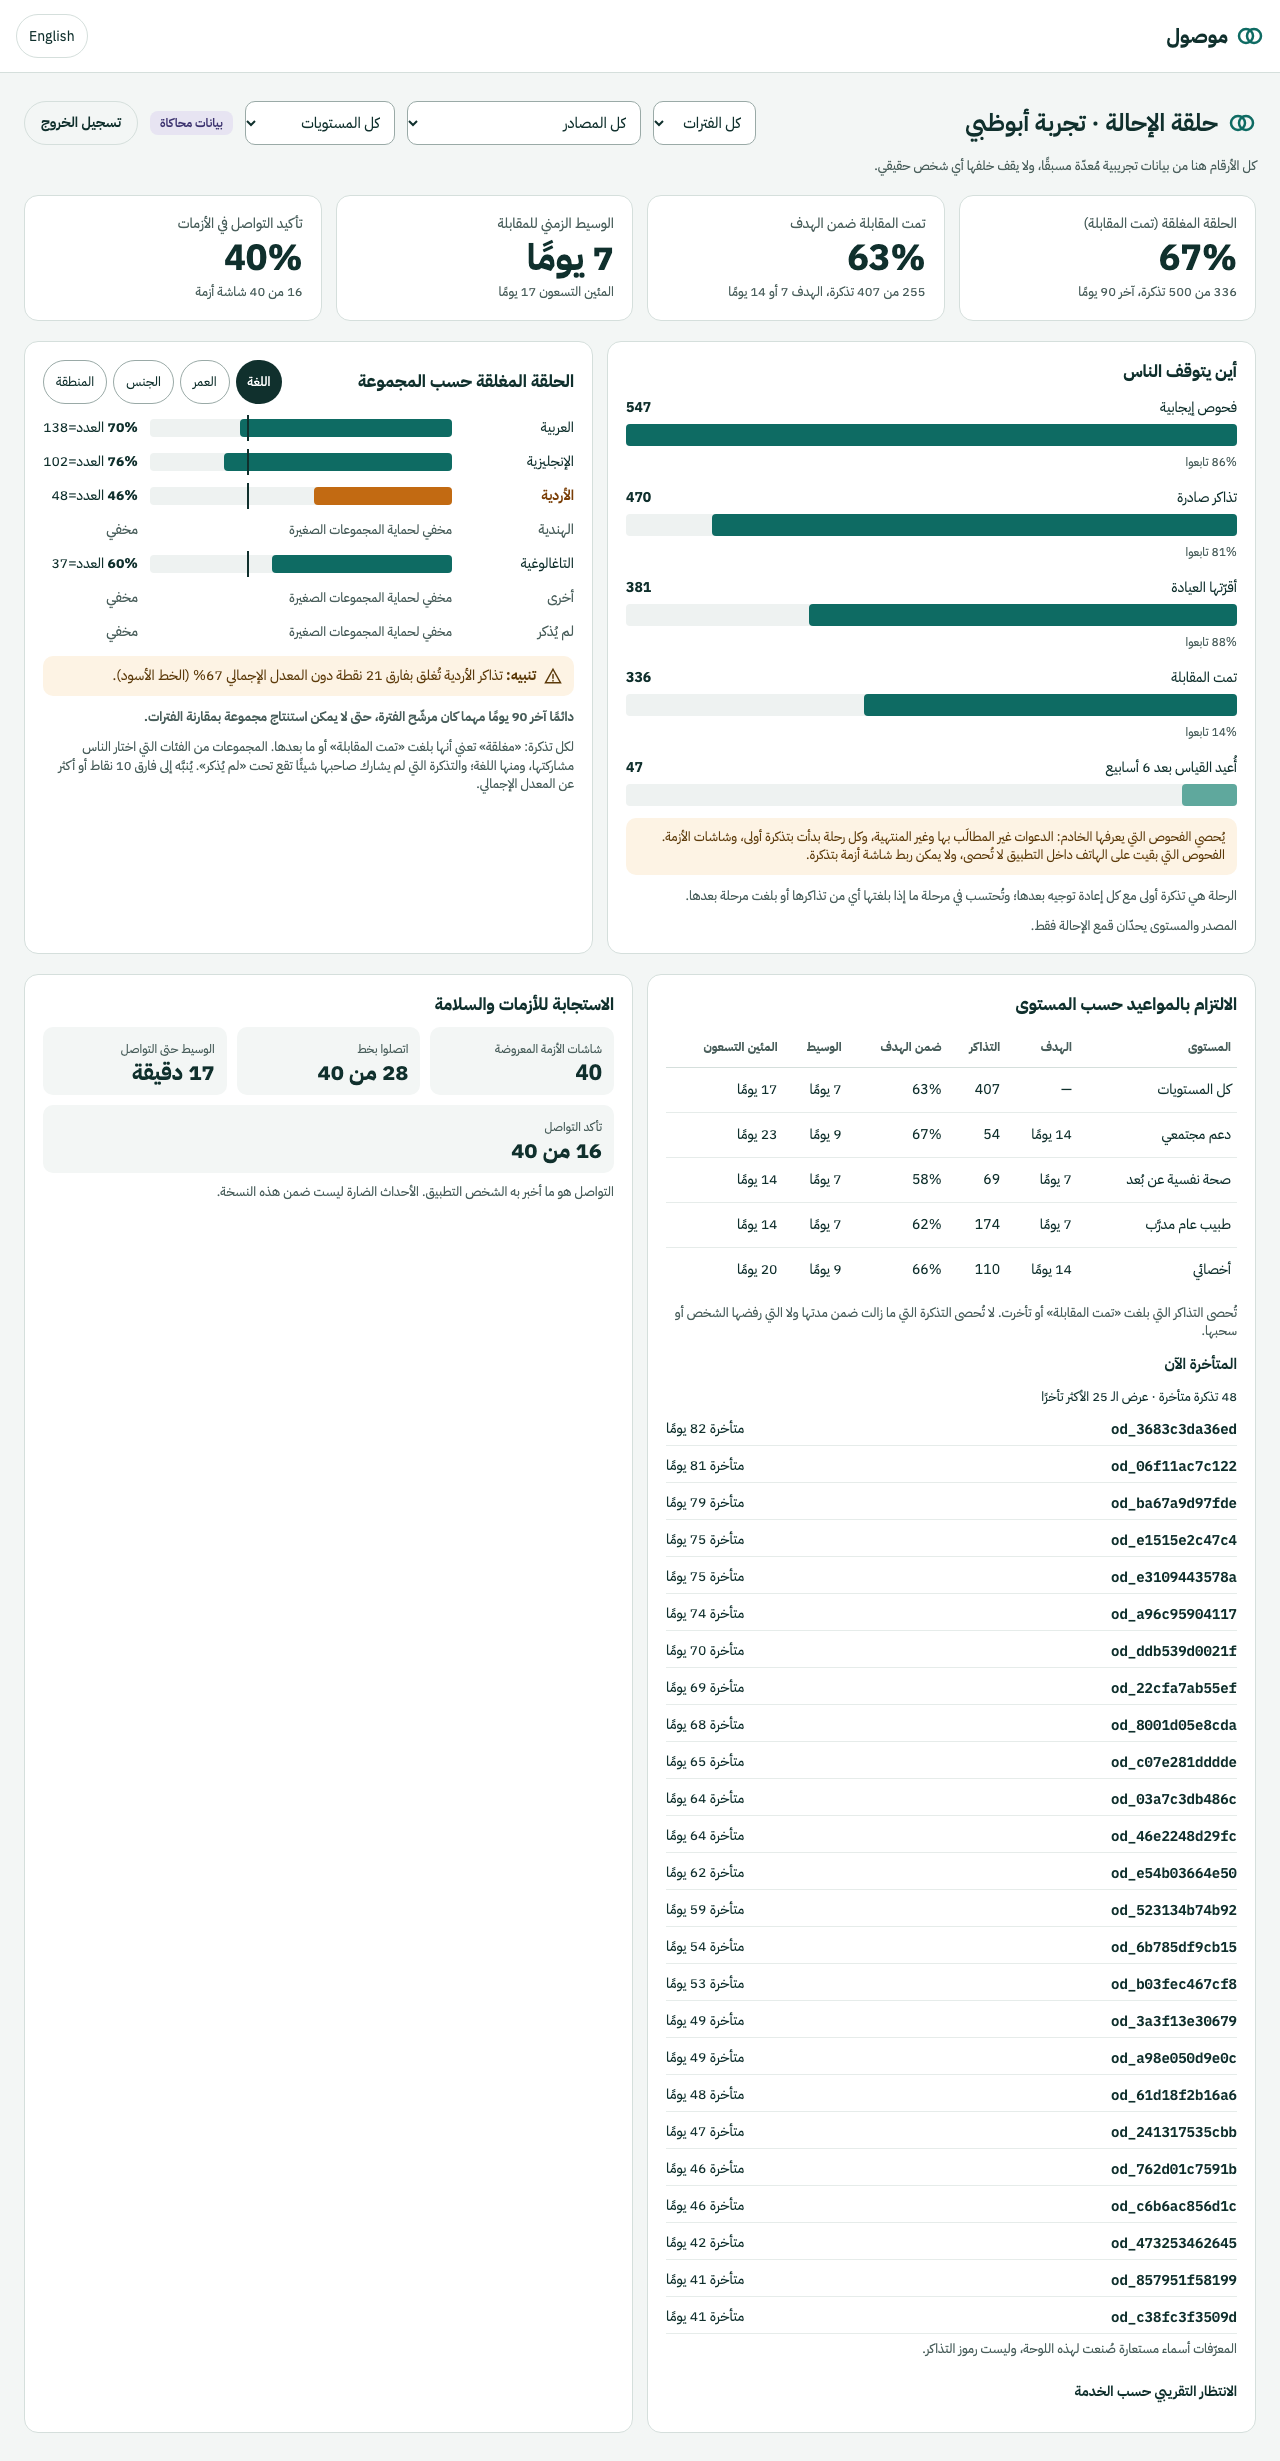 موصول
English
حلقة الإحالة · تجربة أبوظبي
كل الفترات
كل المصادر
كل المستويات
بيانات محاكاة
تسجيل الخروج
كل الأرقام هنا من بيانات تجريبية مُعدّة مسبقًا، ولا يقف خلفها أي شخص حقيقي.
الحلقة المغلقة (تمت المقابلة)
67%
336 من 500 تذكرة، آخر 90 يومًا
تمت المقابلة ضمن الهدف
63%
255 من 407 تذكرة، الهدف 7 أو 14 يومًا
الوسيط الزمني للمقابلة
7 يومًا
المئين التسعون 17 يومًا
تأكيد التواصل في الأزمات
40%
16 من 40 شاشة أزمة
أين يتوقف الناس
فحوص إيجابية 547
86% تابعوا
تذاكر صادرة 470
81% تابعوا
أقرّتها العيادة 381
88% تابعوا
تمت المقابلة 336
14% تابعوا
أُعيد القياس بعد 6 أسابيع 47
يُحصي الفحوص التي يعرفها الخادم: الدعوات غير المطالَب بها وغير المنتهية، وكل رحلة بدأت بتذكرة أولى، وشاشات الأزمة.
الفحوص التي بقيت على الهاتف داخل التطبيق لا تُحصى، ولا يمكن ربط شاشة أزمة بتذكرة.
الرحلة هي تذكرة أولى مع كل إعادة توجيه بعدها؛ وتُحتسب في مرحلة ما إذا بلغتها أي من تذاكرها أو بلغت مرحلة بعدها.
المصدر والمستوى يحدّان قمع الإحالة فقط.
الحلقة المغلقة حسب المجموعة
اللغة
العمر
الجنس
المنطقة
العربية 70% العدد=138
الإنجليزية 76% العدد=102
الأردية 46% العدد=48
الهندية مخفي لحماية المجموعات الصغيرة مخفي
التاغالوغية 60% العدد=37
أخرى مخفي لحماية المجموعات الصغيرة مخفي
لم يُذكر مخفي لحماية المجموعات الصغيرة مخفي
تنبيه: تذاكر الأردية تُغلق بفارق 21 نقطة دون المعدل الإجمالي 67% (الخط الأسود).
دائمًا آخر 90 يومًا مهما كان مرشّح الفترة، حتى لا يمكن استنتاج مجموعة بمقارنة الفترات.
لكل تذكرة: «مغلقة» تعني أنها بلغت «تمت المقابلة» أو ما بعدها. المجموعات من الفئات التي اختار الناس
مشاركتها، ومنها اللغة؛ والتذكرة التي لم يشارك صاحبها شيئًا تقع تحت «لم يُذكر». يُنبَّه إلى فارق 10 نقاط أو أكثر
عن المعدل الإجمالي.
الالتزام بالمواعيد حسب المستوى
المستوى الهدف التذاكر ضمن الهدف الوسيط المئين التسعون
كل المستويات — 407 63% 7 يومًا 17 يومًا
دعم مجتمعي 14 يومًا 54 67% 9 يومًا 23 يومًا
صحة نفسية عن بُعد 7 يومًا 69 58% 7 يومًا 14 يومًا
طبيب عام مدرَّب 7 يومًا 174 62% 7 يومًا 14 يومًا
أخصائي 14 يومًا 110 66% 9 يومًا 20 يومًا
تُحصى التذاكر التي بلغت «تمت المقابلة» أو تأخرت. لا تُحصى التذكرة التي ما زالت ضمن مدتها ولا التي رفضها الشخص أو
سحبها.
المتأخرة الآن
48 تذكرة متأخرة · عرض الـ 25 الأكثر تأخرًا
od_3683c3da36ed متأخرة 82 يومًا
od_06f11ac7c122 متأخرة 81 يومًا
od_ba67a9d97fde متأخرة 79 يومًا
od_e1515e2c47c4 متأخرة 75 يومًا
od_e3109443578a متأخرة 75 يومًا
od_a96c95904117 متأخرة 74 يومًا
od_ddb539d0021f متأخرة 70 يومًا
od_22cfa7ab55ef متأخرة 69 يومًا
od_8001d05e8cda متأخرة 68 يومًا
od_c07e281dddde متأخرة 65 يومًا
od_03a7c3db486c متأخرة 64 يومًا
od_46e2248d29fc متأخرة 64 يومًا
od_e54b03664e50 متأخرة 62 يومًا
od_523134b74b92 متأخرة 59 يومًا
od_6b785df9cb15 متأخرة 54 يومًا
od_b03fec467cf8 متأخرة 53 يومًا
od_3a3f13e30679 متأخرة 49 يومًا
od_a98e050d9e0c متأخرة 49 يومًا
od_61d18f2b16a6 متأخرة 48 يومًا
od_241317535cbb متأخرة 47 يومًا
od_762d01c7591b متأخرة 46 يومًا
od_c6b6ac856d1c متأخرة 46 يومًا
od_473253462645 متأخرة 42 يومًا
od_857951f58199 متأخرة 41 يومًا
od_c38fc3f3509d متأخرة 41 يومًا
المعرّفات أسماء مستعارة صُنعت لهذه اللوحة، وليست رموز التذاكر.
الانتظار التقريبي حسب الخدمة
الاستجابة للأزمات والسلامة
شاشات الأزمة المعروضة
40
اتصلوا بخط
28 من 40
الوسيط حتى التواصل
17 دقيقة
تأكد التواصل
16 من 40
التواصل هو ما أخبر به الشخص التطبيق. الأحداث الضارة ليست ضمن هذه النسخة.